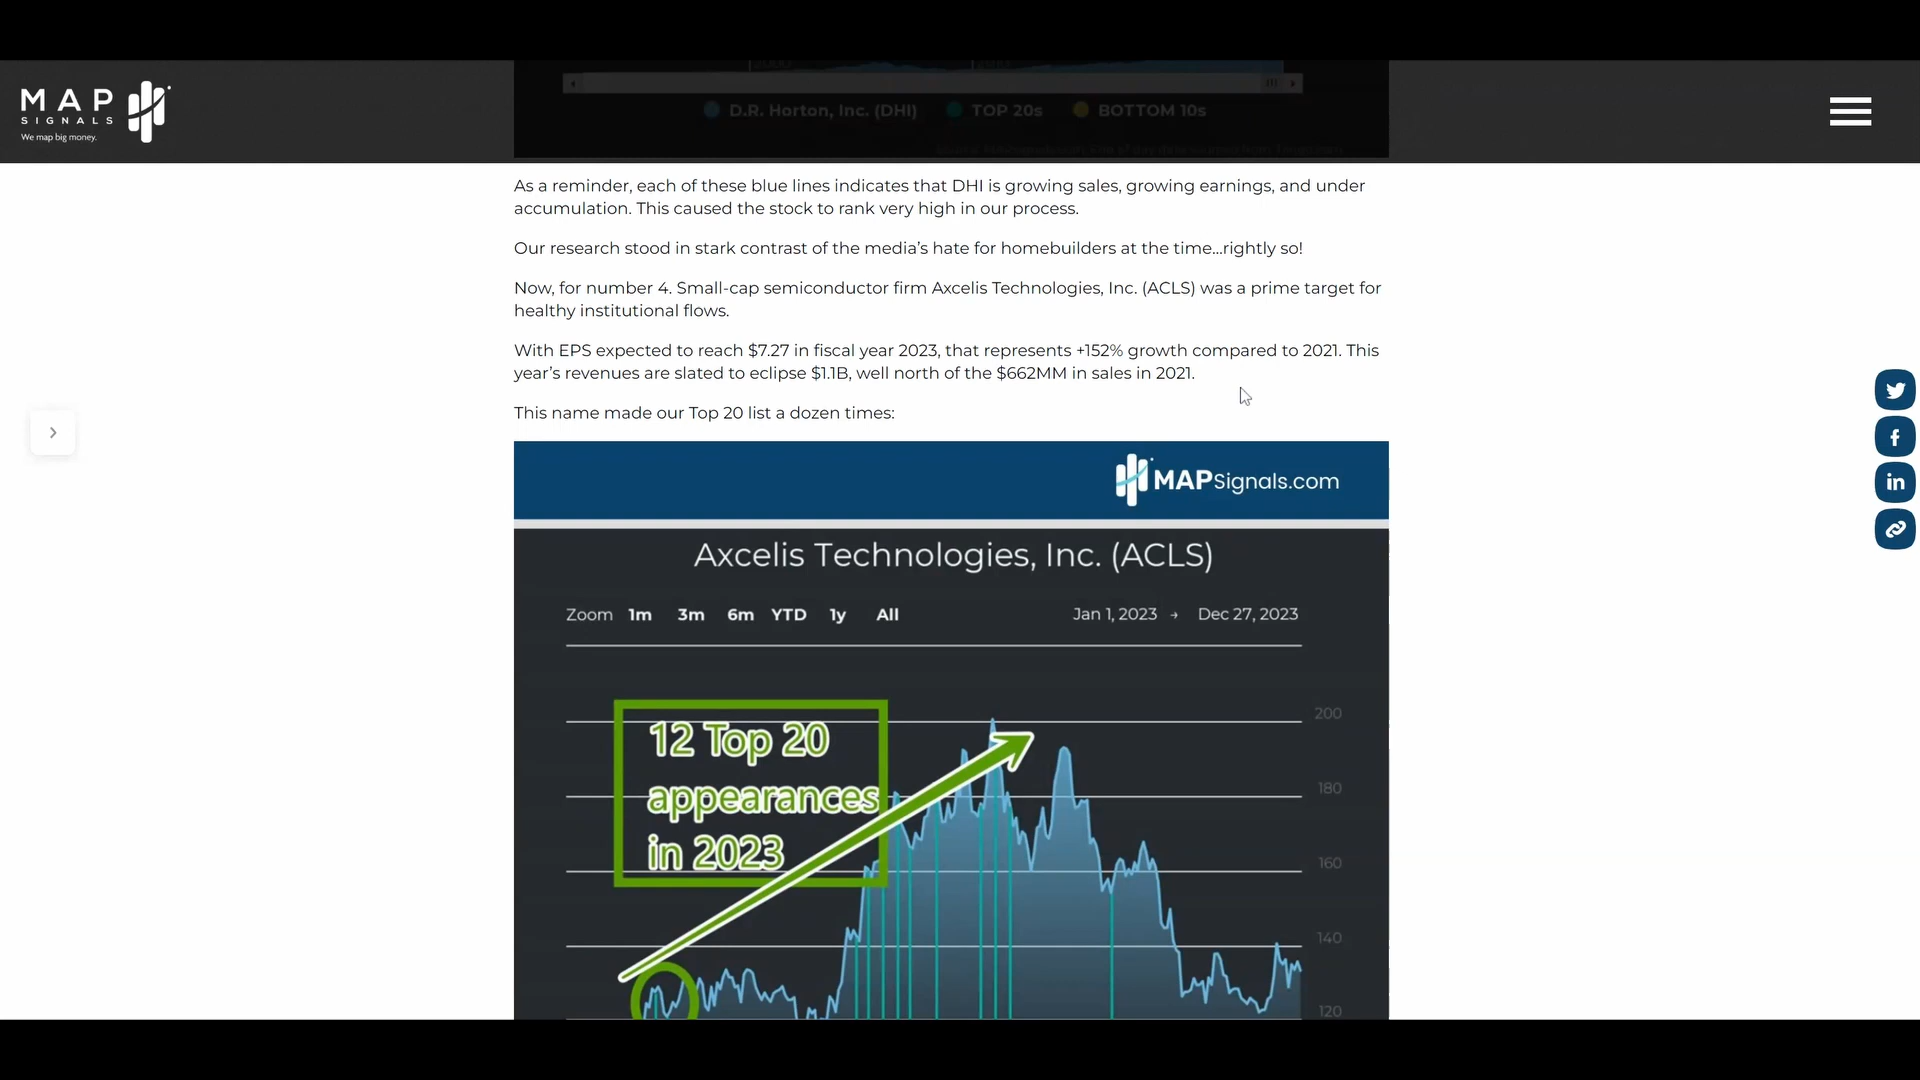 MAP
SIGNALS
We map big money.
D.R. Horton, Inc. (DHI) TOP 20s BOTTOM 10s
As a reminder, each of these blue lines indicates that DHI is growing sales, growing earnings, and under
accumulation. This caused the stock to rank very high in our process.
Our research stood in stark contrast of the media's hate for homebuilders at the time...rightly so!
Now, for number 4. Small-cap semiconductor firm Axcelis Technologies, Inc. (ACLS) was a prime target for
healthy institutional flows.
With EPS expected to reach $7.27 in fiscal year 2023, that represents +152% growth compared to 2021. This
year's revenues are slated to eclipse $1.1B, well north of the $662MM in sales in 2021.
This name made our Top 20 list a dozen times:
MAPSignals.com
Axcelis Technologies, Inc. (ACLS)
Zoom 1m 3m 6m YTD 1y All Jan 1, 2023 → Dec 27, 2023
200
12 Top 20
180
appearances
in 2023
160
140
120